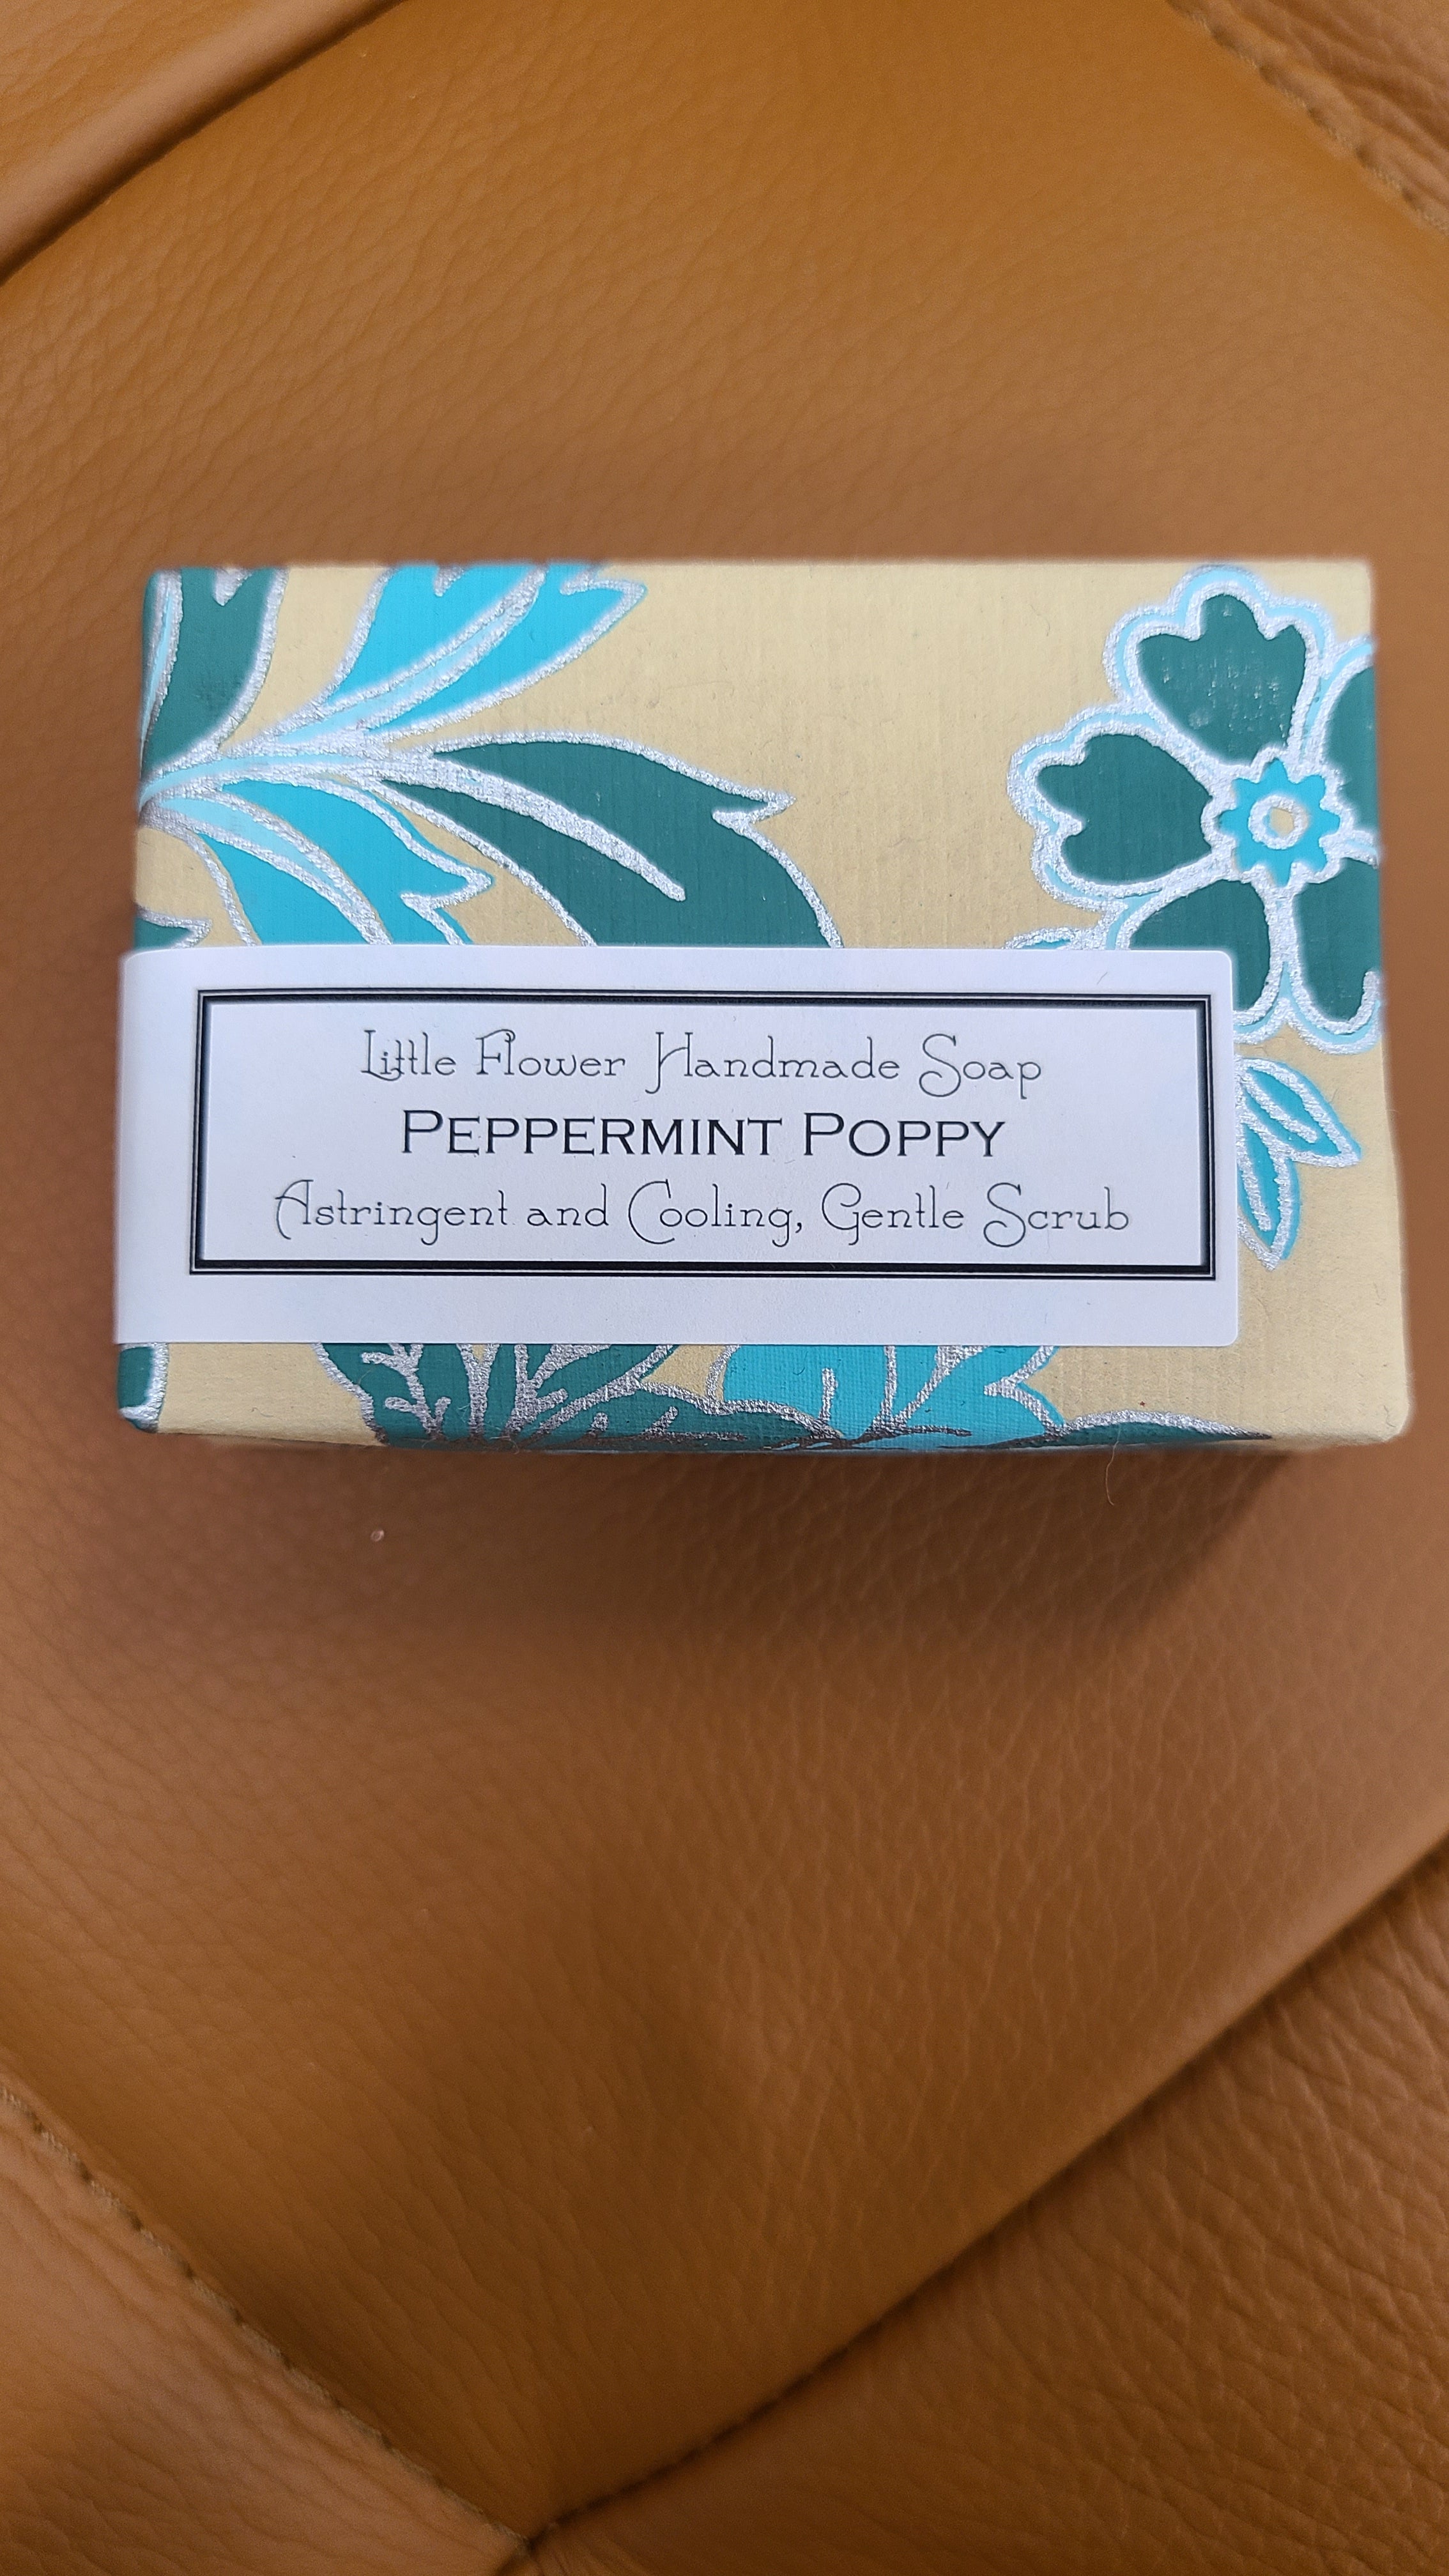 Little Flower Handmade Soap
PEPPERMINT POPPY
Astringent and Cooling, Gentle Scrub